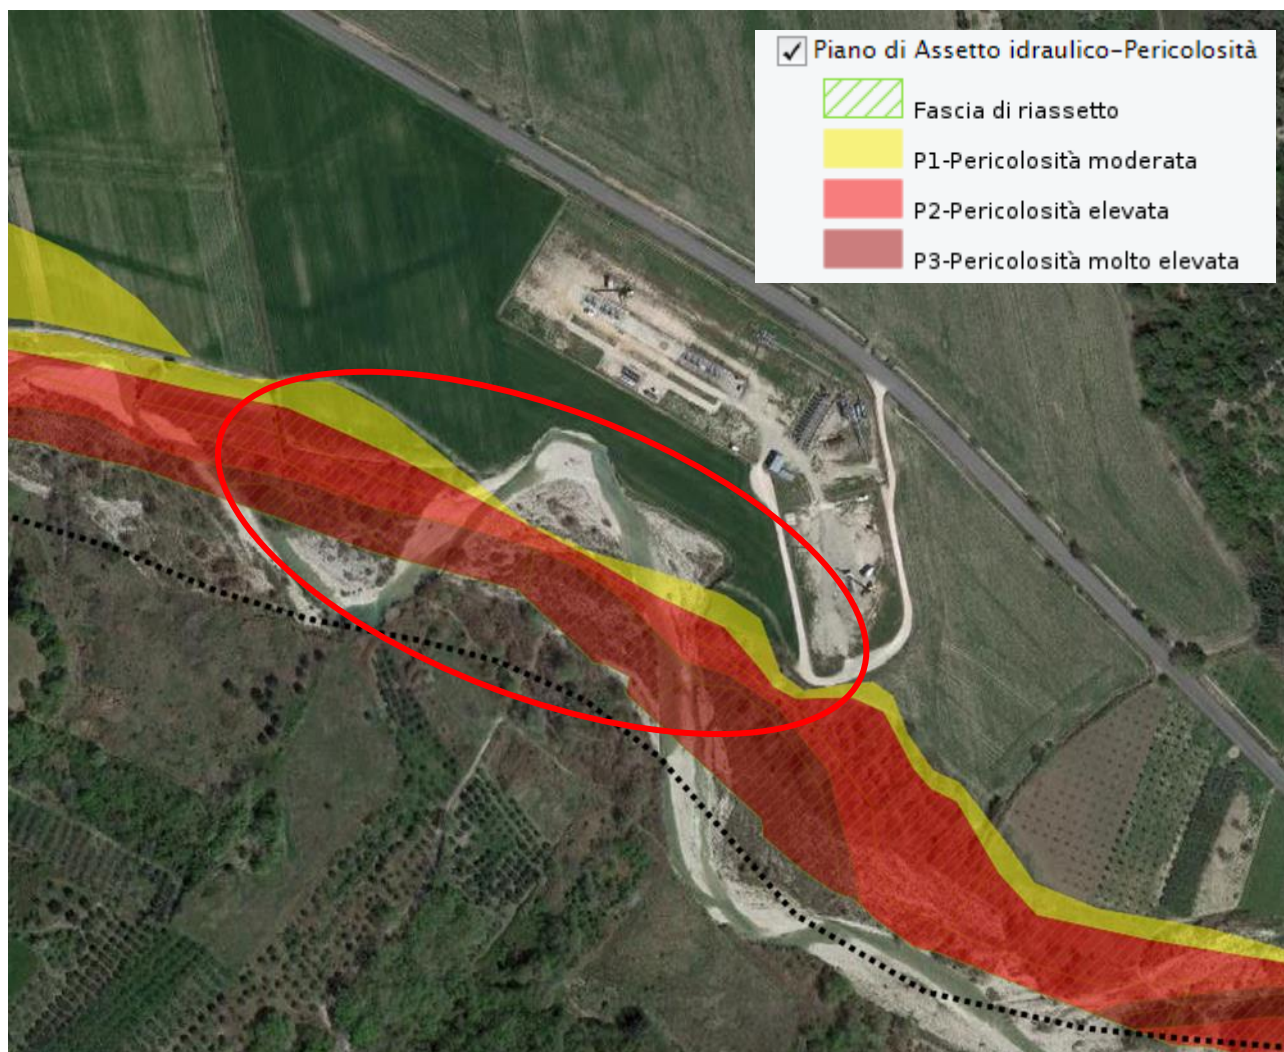 Piano di Assetto idraulico-Pericolosità
Fascia di riassetto
P1-Pericolosità moderata
P2-Pericolosità elevata
P3-Pericolosità molto elevata